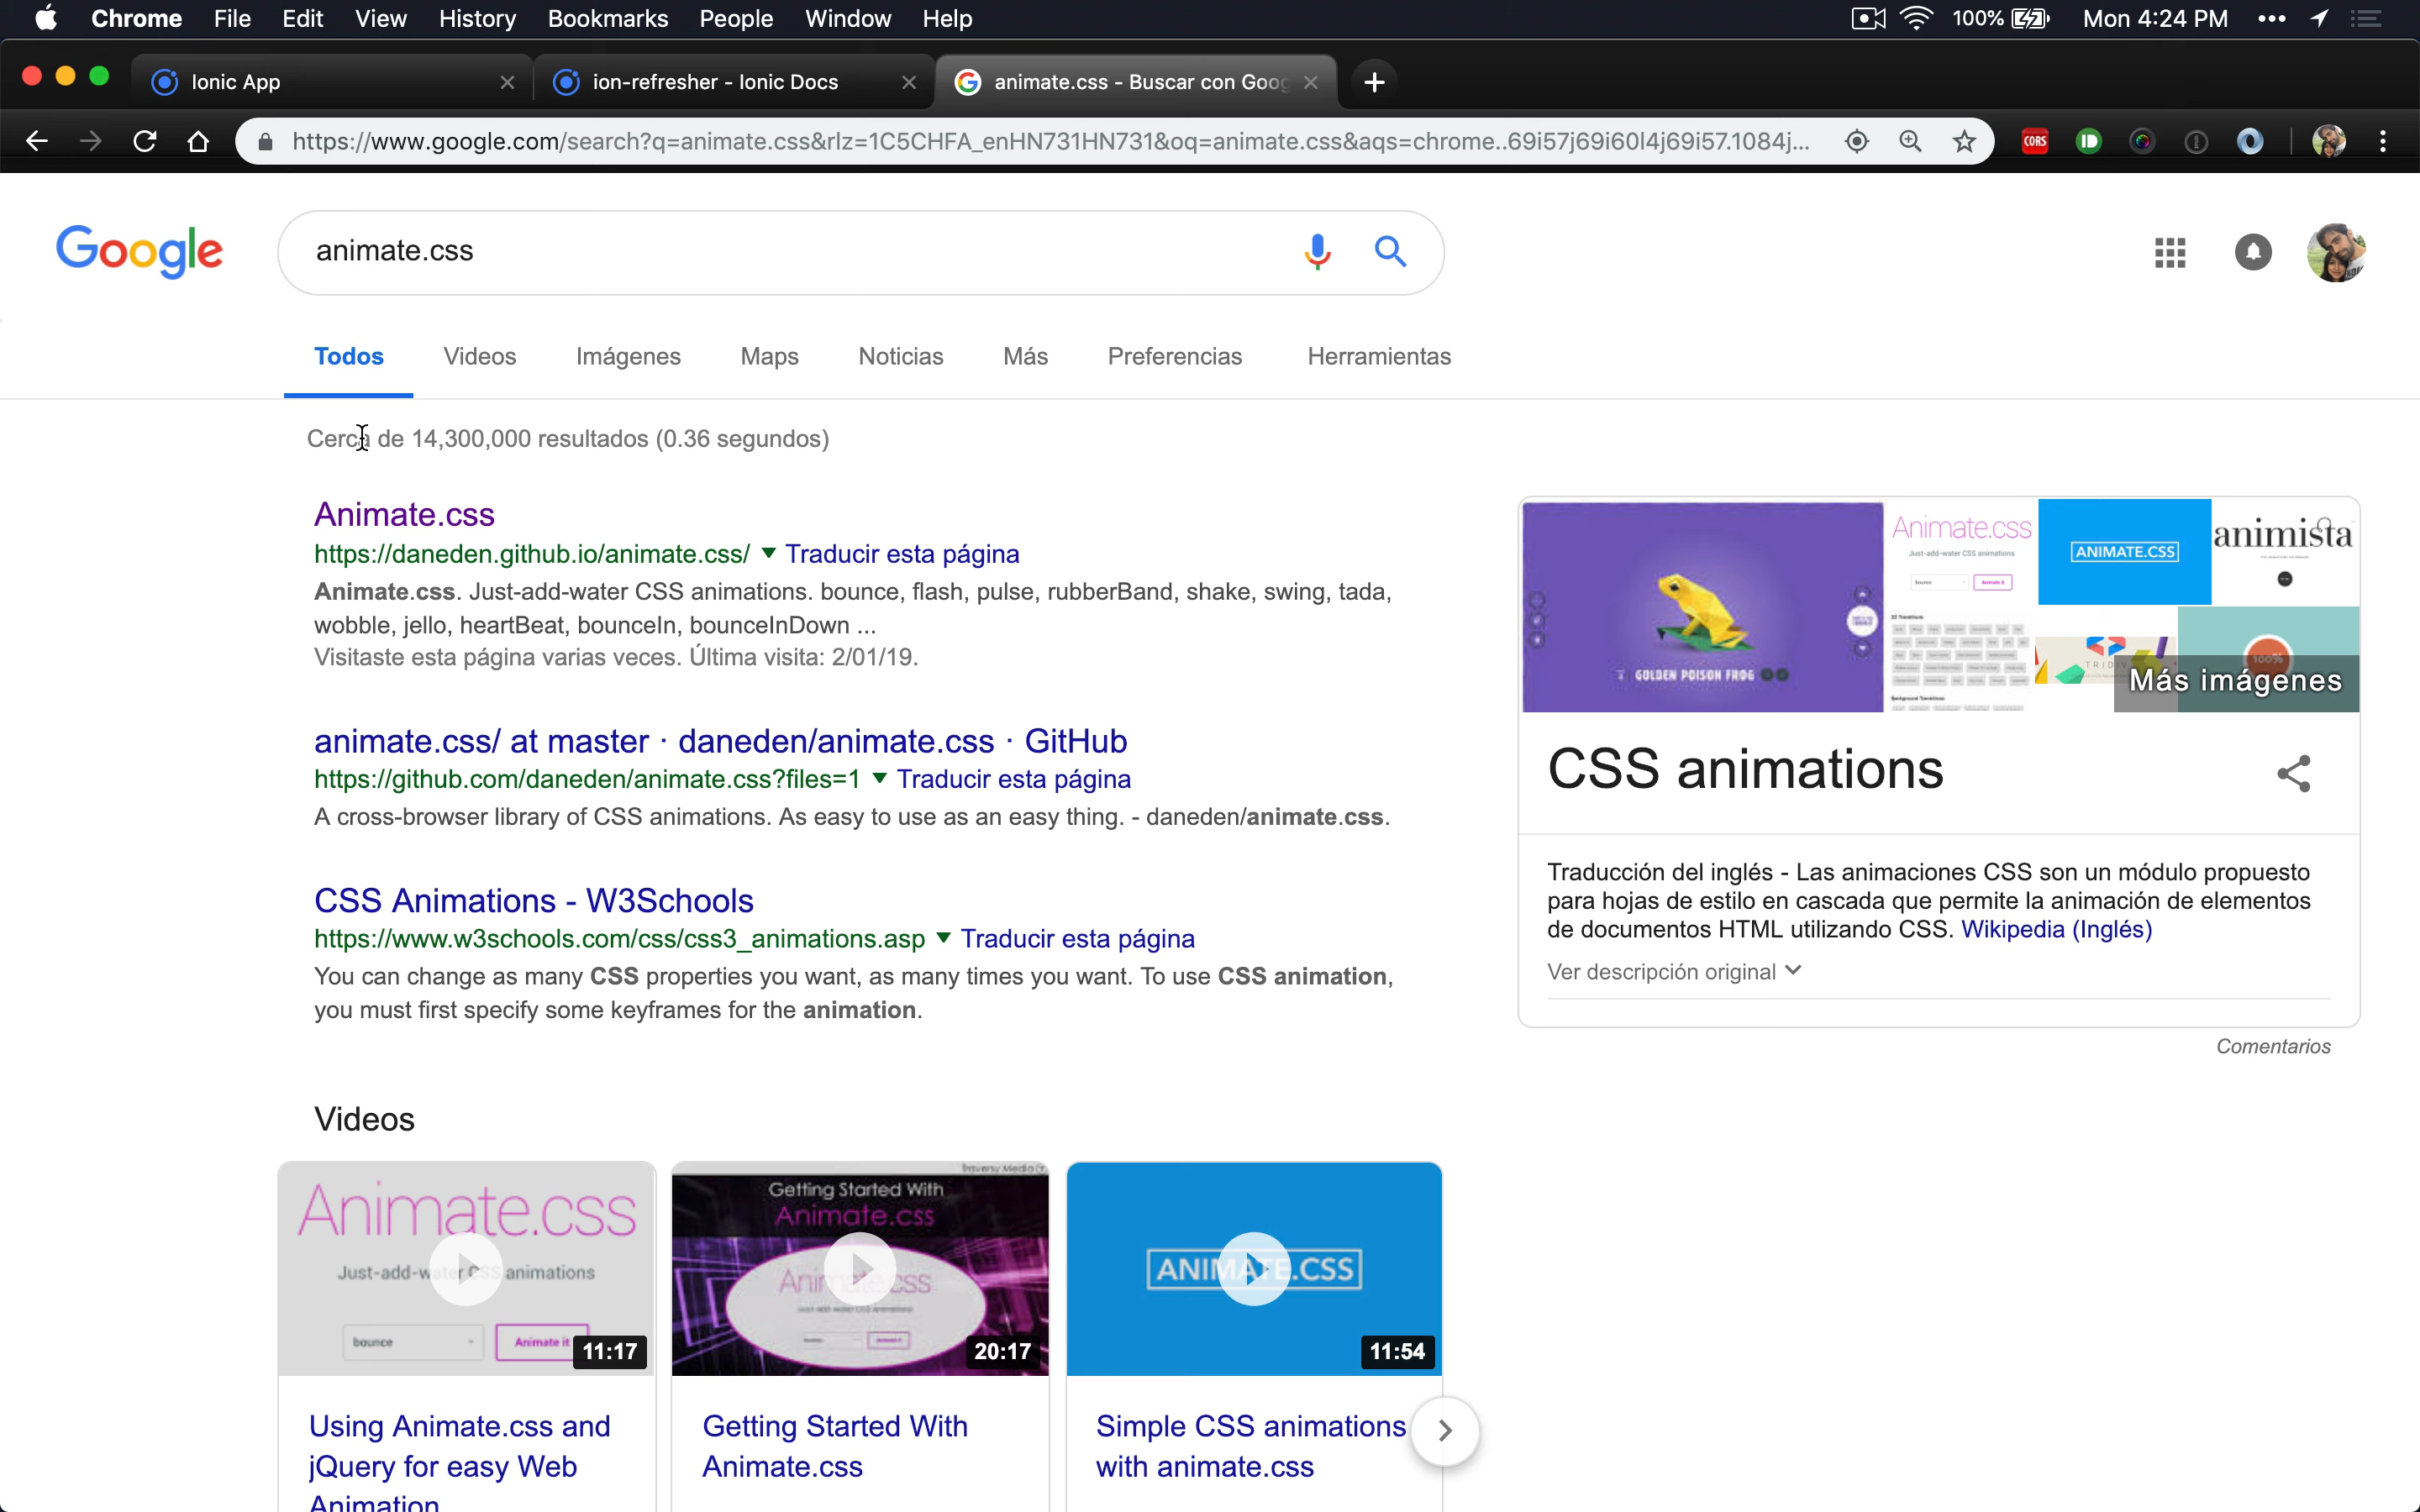 Chrome File Edit View History Bookmarks People Window Help 100% Mon 4:24 PM
Ionic App
ion-refresher - Ionic Docs
animate.css - Buscar con Goog
https://www.google.com/search?q=animate.css&rlz=1C5CHFA_enHN731HN731&oq=animate.css&aqs=chrome..69i57j69i60l4j69i57.1084j...
CORS
Google
animate.css
Todos Videos Imágenes Maps Noticias Más Preferencias Herramientas
Cerca de 14,300,000 resultados (0.36 segundos)
Animate.css
https://daneden.github.io/animate.css/ ▼ Traducir esta página
Animate.css. Just-add-water CSS animations. bounce, flash, pulse, rubberBand, shake, swing, tada,
wobble, jello, heartBeat, bounceIn, bounceInDown ...
Visitaste esta página varias veces. Última visita: 2/01/19.
animate.css/ at master · daneden/animate.css · GitHub
https://github.com/daneden/animate.css?files=1 ▼ Traducir esta página
A cross-browser library of CSS animations. As easy to use as an easy thing. - daneden/animate.css.
CSS Animations - W3Schools
https://www.w3schools.com/css/css3_animations.asp ▼ Traducir esta página
You can change as many CSS properties you want, as many times you want. To use CSS animation,
you must first specify some keyframes for the animation.
Videos
Animate.css
Just-add-water CSS animations
bounce
Animate it
11:17
Using Animate.css and
jQuery for easy Web
Animation
Traversy Media
Getting Started With
Animate.css
Animate.css
20:17
Getting Started With
Animate.css
ANIMATE.CSS
11:54
Simple CSS animations
with animate.css
GOLDEN POISON FROG
Animate.css
Just-add-water CSS animations
bounce
Animate it
ANIMATE.CSS
animista
TRIDIV
100%
Más imágenes
CSS animations
Traducción del inglés - Las animaciones CSS son un módulo propuesto
para hojas de estilo en cascada que permite la animación de elementos
de documentos HTML utilizando CSS. Wikipedia (Inglés)
Ver descripción original
Comentarios